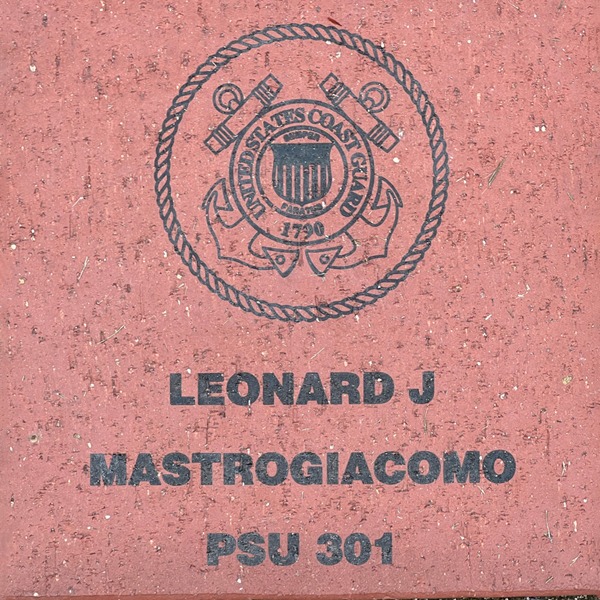 UNITED STATES COAST GUARD
SEMPER
PARATUS
1790
LEONARD J
MASTROGIACOMO
PSU 301